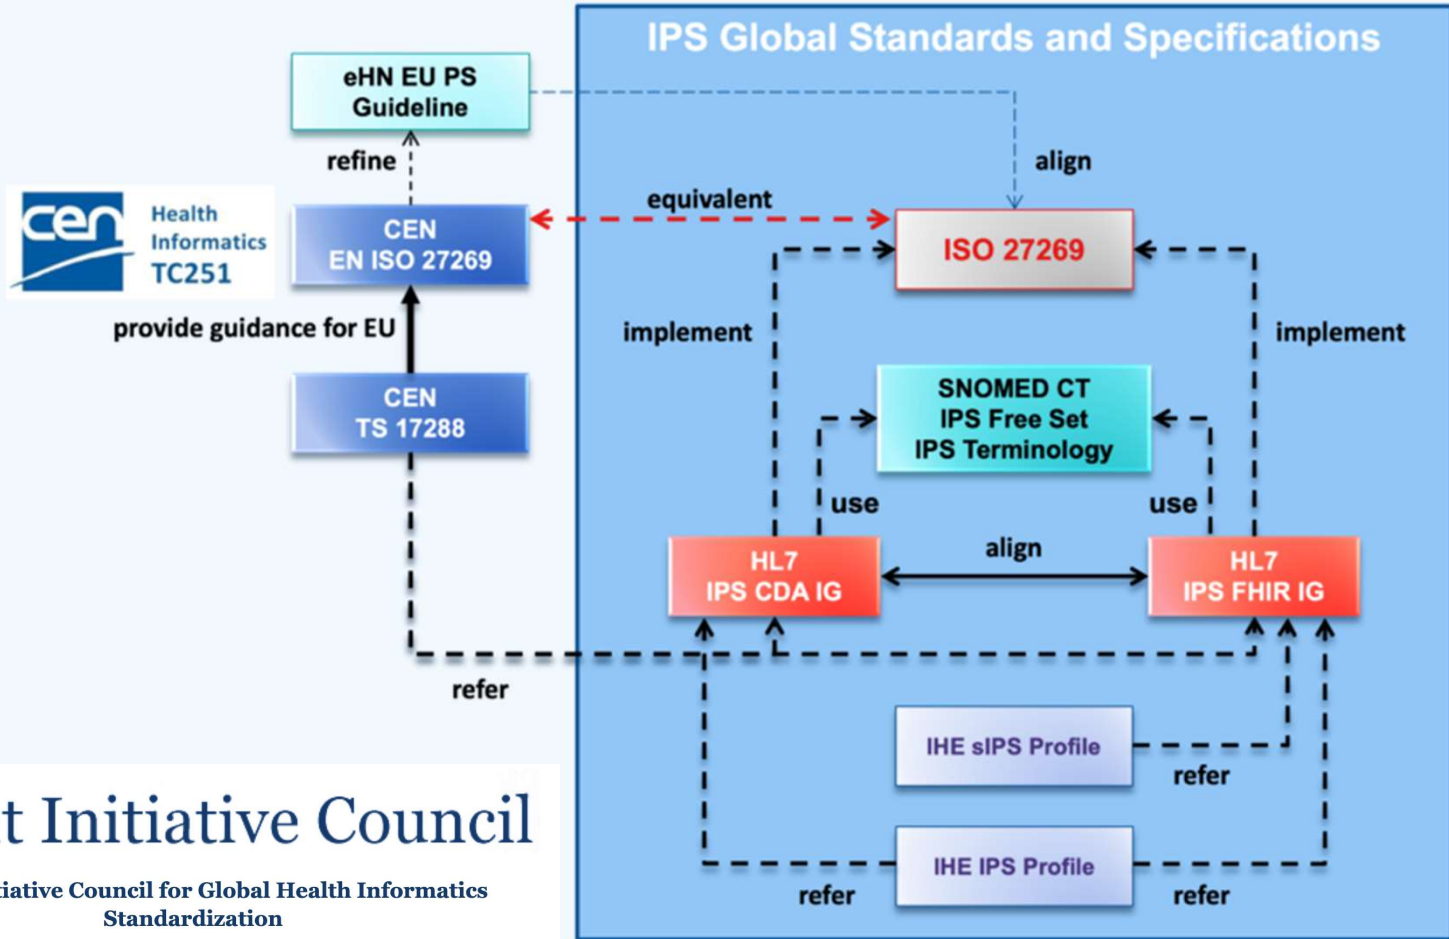 IPS Global Standards and Specifications
eHN EU PS
Guideline
refine
align
equivalent
cen
Health
Informatics
TC251
CEN
EN ISO 27269
ISO 27269
provide guidance for EU
implement
implement
CEN
TS 17288
SNOMED CT
IPS Free Set
IPS Terminology
use
use
HL7
IPS CDA IG
align
HL7
IPS FHIR IG
refer
IHE sIPS Profile
refer
IHE IPS Profile
refer
refer
t Initiative Council
tiative Council for Global Health Informatics
Standardization